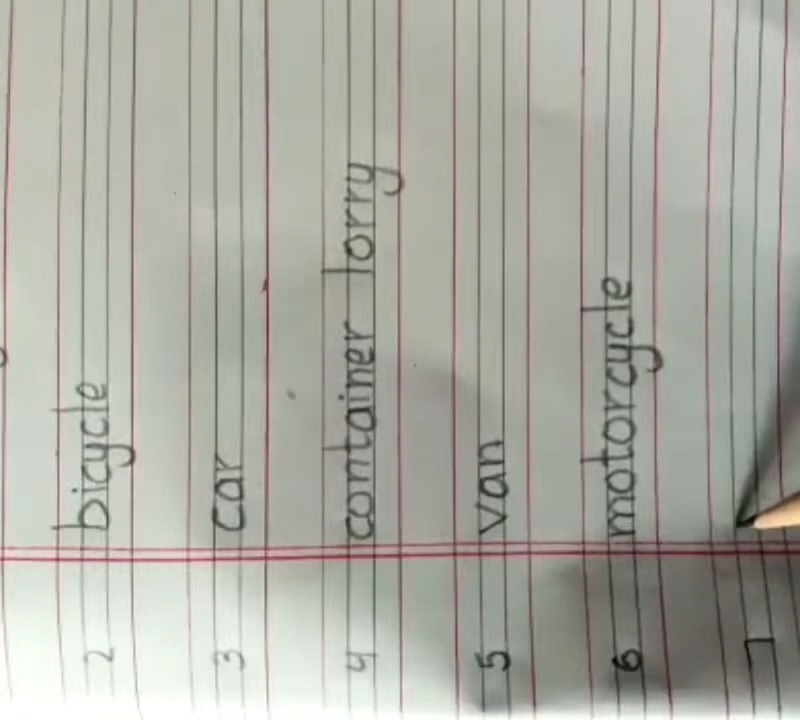 2 bicycle
3 car
4 container lorry
5 van
6 motorcycle
7